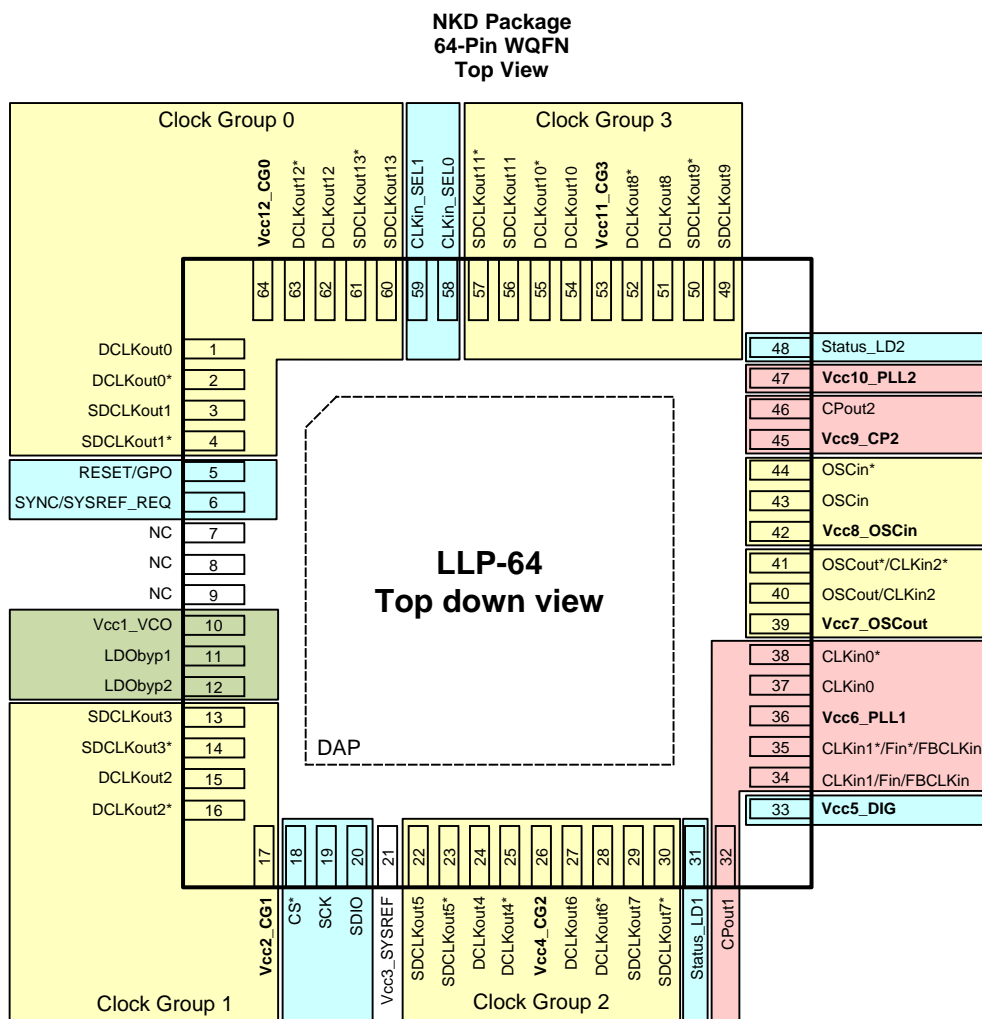 NKD Package
64-Pin WQFN
Top View
Clock Group 0
Clock Group 3
Vcc12_CG0
DCLKout12*
DCLKout12
SDCLKout13*
SDCLKout13
CLKin_SEL1
CLKin_SEL0
SDCLKout11*
SDCLKout11
DCLKout10*
DCLKout10
Vcc11_CG3
DCLKout8*
DCLKout8
SDCLKout9*
SDCLKout9
64
63
62
61
60
59
58
57
56
55
54
53
52
51
50
49
DCLKout0 1
DCLKout0* 2
SDCLKout1 3
SDCLKout1* 4
RESET/GPO 5
SYNC/SYSREF_REQ 6
NC 7
NC 8
NC 9
Vcc1_VCO 10
LDObyp1 11
LDObyp2 12
SDCLKout3 13
SDCLKout3* 14
DCLKout2 15
DCLKout2* 16
LLP-64
Top down view
DAP
48 Status_LD2
47 Vcc10_PLL2
46 CPout2
45 Vcc9_CP2
44 OSCin*
43 OSCin
42 Vcc8_OSCin
41 OSCout*/CLKin2*
40 OSCout/CLKin2
39 Vcc7_OSCout
38 CLKin0*
37 CLKin0
36 Vcc6_PLL1
35 CLKin1*/Fin*/FBCLKin
34 CLKin1/Fin/FBCLKin
33 Vcc5_DIG
17
18
19
20
21
22
23
24
25
26
27
28
29
30
31
32
Vcc2_CG1
CS*
SCK
SDIO
Vcc3_SYSREF
SDCLKout5
SDCLKout5*
DCLKout4
DCLKout4*
Vcc4_CG2
DCLKout6
DCLKout6*
SDCLKout7
SDCLKout7*
Status_LD1
CPout1
Clock Group 1
Clock Group 2